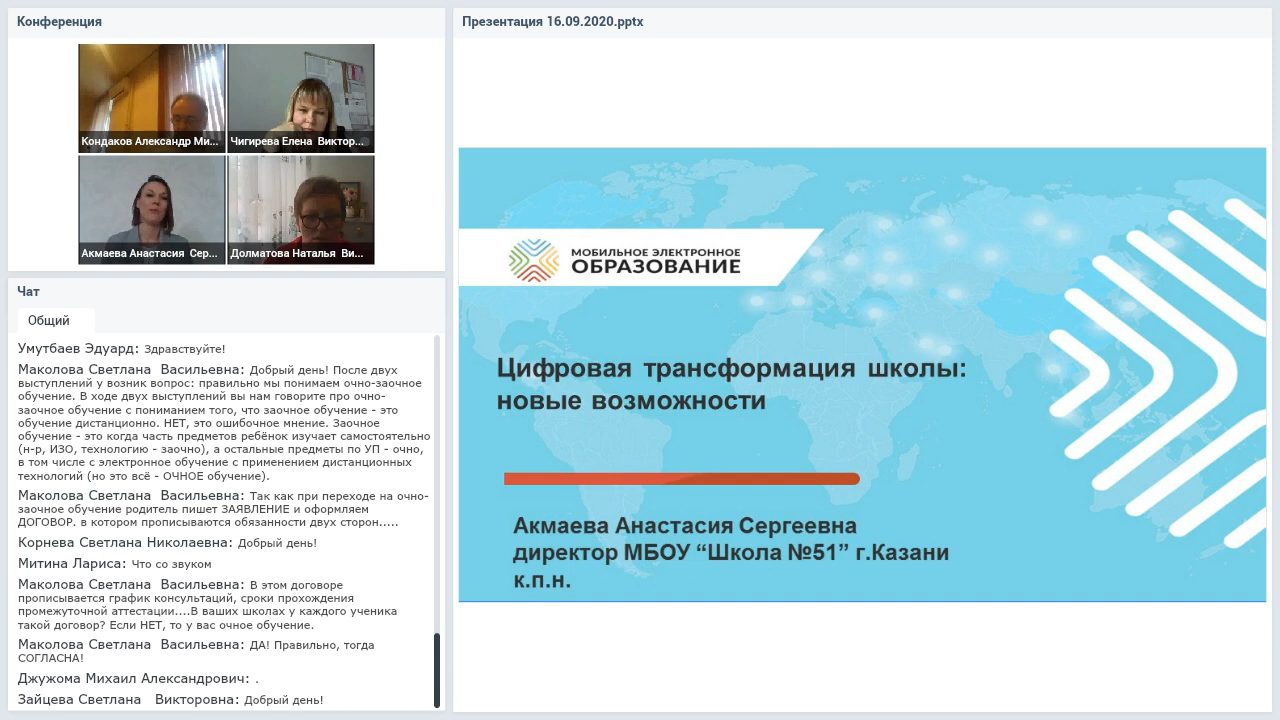 Конференция
Кондаков Александр Ми...
Чигирева Елена Виктор...
Акмаева Анастасия Сер...
Долматова Наталья Ви...
Чат
Общий
Умутбаев Эдуард: Здравствуйте!
Маколова Светлана Васильевна: Добрый день! После двух
выступлений у возник вопрос: правильно мы понимаем очно-заочное
обучение. В ходе двух выступлений вы нам говорите про очно-
заочное обучение с пониманием того, что заочное обучение - это
обучение дистанционно. НЕТ, это ошибочное мнение. Заочное
обучение - это когда часть предметов ребёнок изучает самостоятельно
(н-р, ИЗО, технологию - заочно), а остальные предметы по УП - очно,
в том числе с электронное обучение с применением дистанционных
технологий (но это всё - ОЧНОЕ обучение).
Маколова Светлана Васильевна: Так как при переходе на очно-
заочное обучение родитель пишет ЗАЯВЛЕНИЕ и оформляем
ДОГОВОР. в котором прописываются обязанности двух сторон.....
Корнева Светлана Николаевна: Добрый день!
Митина Лариса: Что со звуком
Маколова Светлана Васильевна: В этом договоре
прописывается график консультаций, сроки прохождения
промежуточной аттестации....В ваших школах у каждого ученика
такой договор? Если НЕТ, то у вас очное обучение.
Маколова Светлана Васильевна: ДА! Правильно, тогда
СОГЛАСНА!
Джужома Михаил Александрович: .
Зайцева Светлана Викторовна: Добрый день!
Презентация 16.09.2020.pptx
МОБИЛЬНОЕ ЭЛЕКТРОННОЕ
ОБРАЗОВАНИЕ
Цифровая трансформация школы:
новые возможности
Акмаева Анастасия Сергеевна
директор МБОУ “Школа №51” г.Казани
к.п.н.